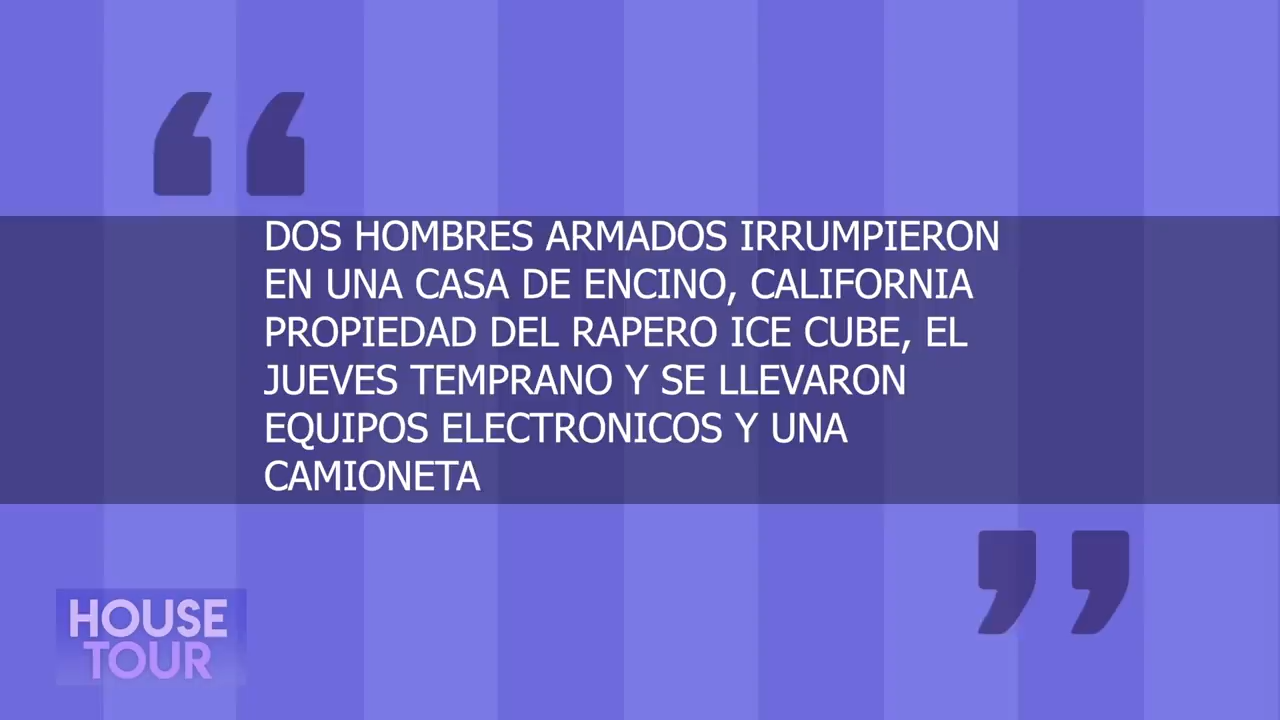 DOS HOMBRES ARMADOS IRRUMPIERON
EN UNA CASA DE ENCINO, CALIFORNIA
PROPIEDAD DEL RAPERO ICE CUBE, EL
JUEVES TEMPRANO Y SE LLEVARON
EQUIPOS ELECTRONICOS Y UNA
CAMIONETA
HOUSE
TOUR